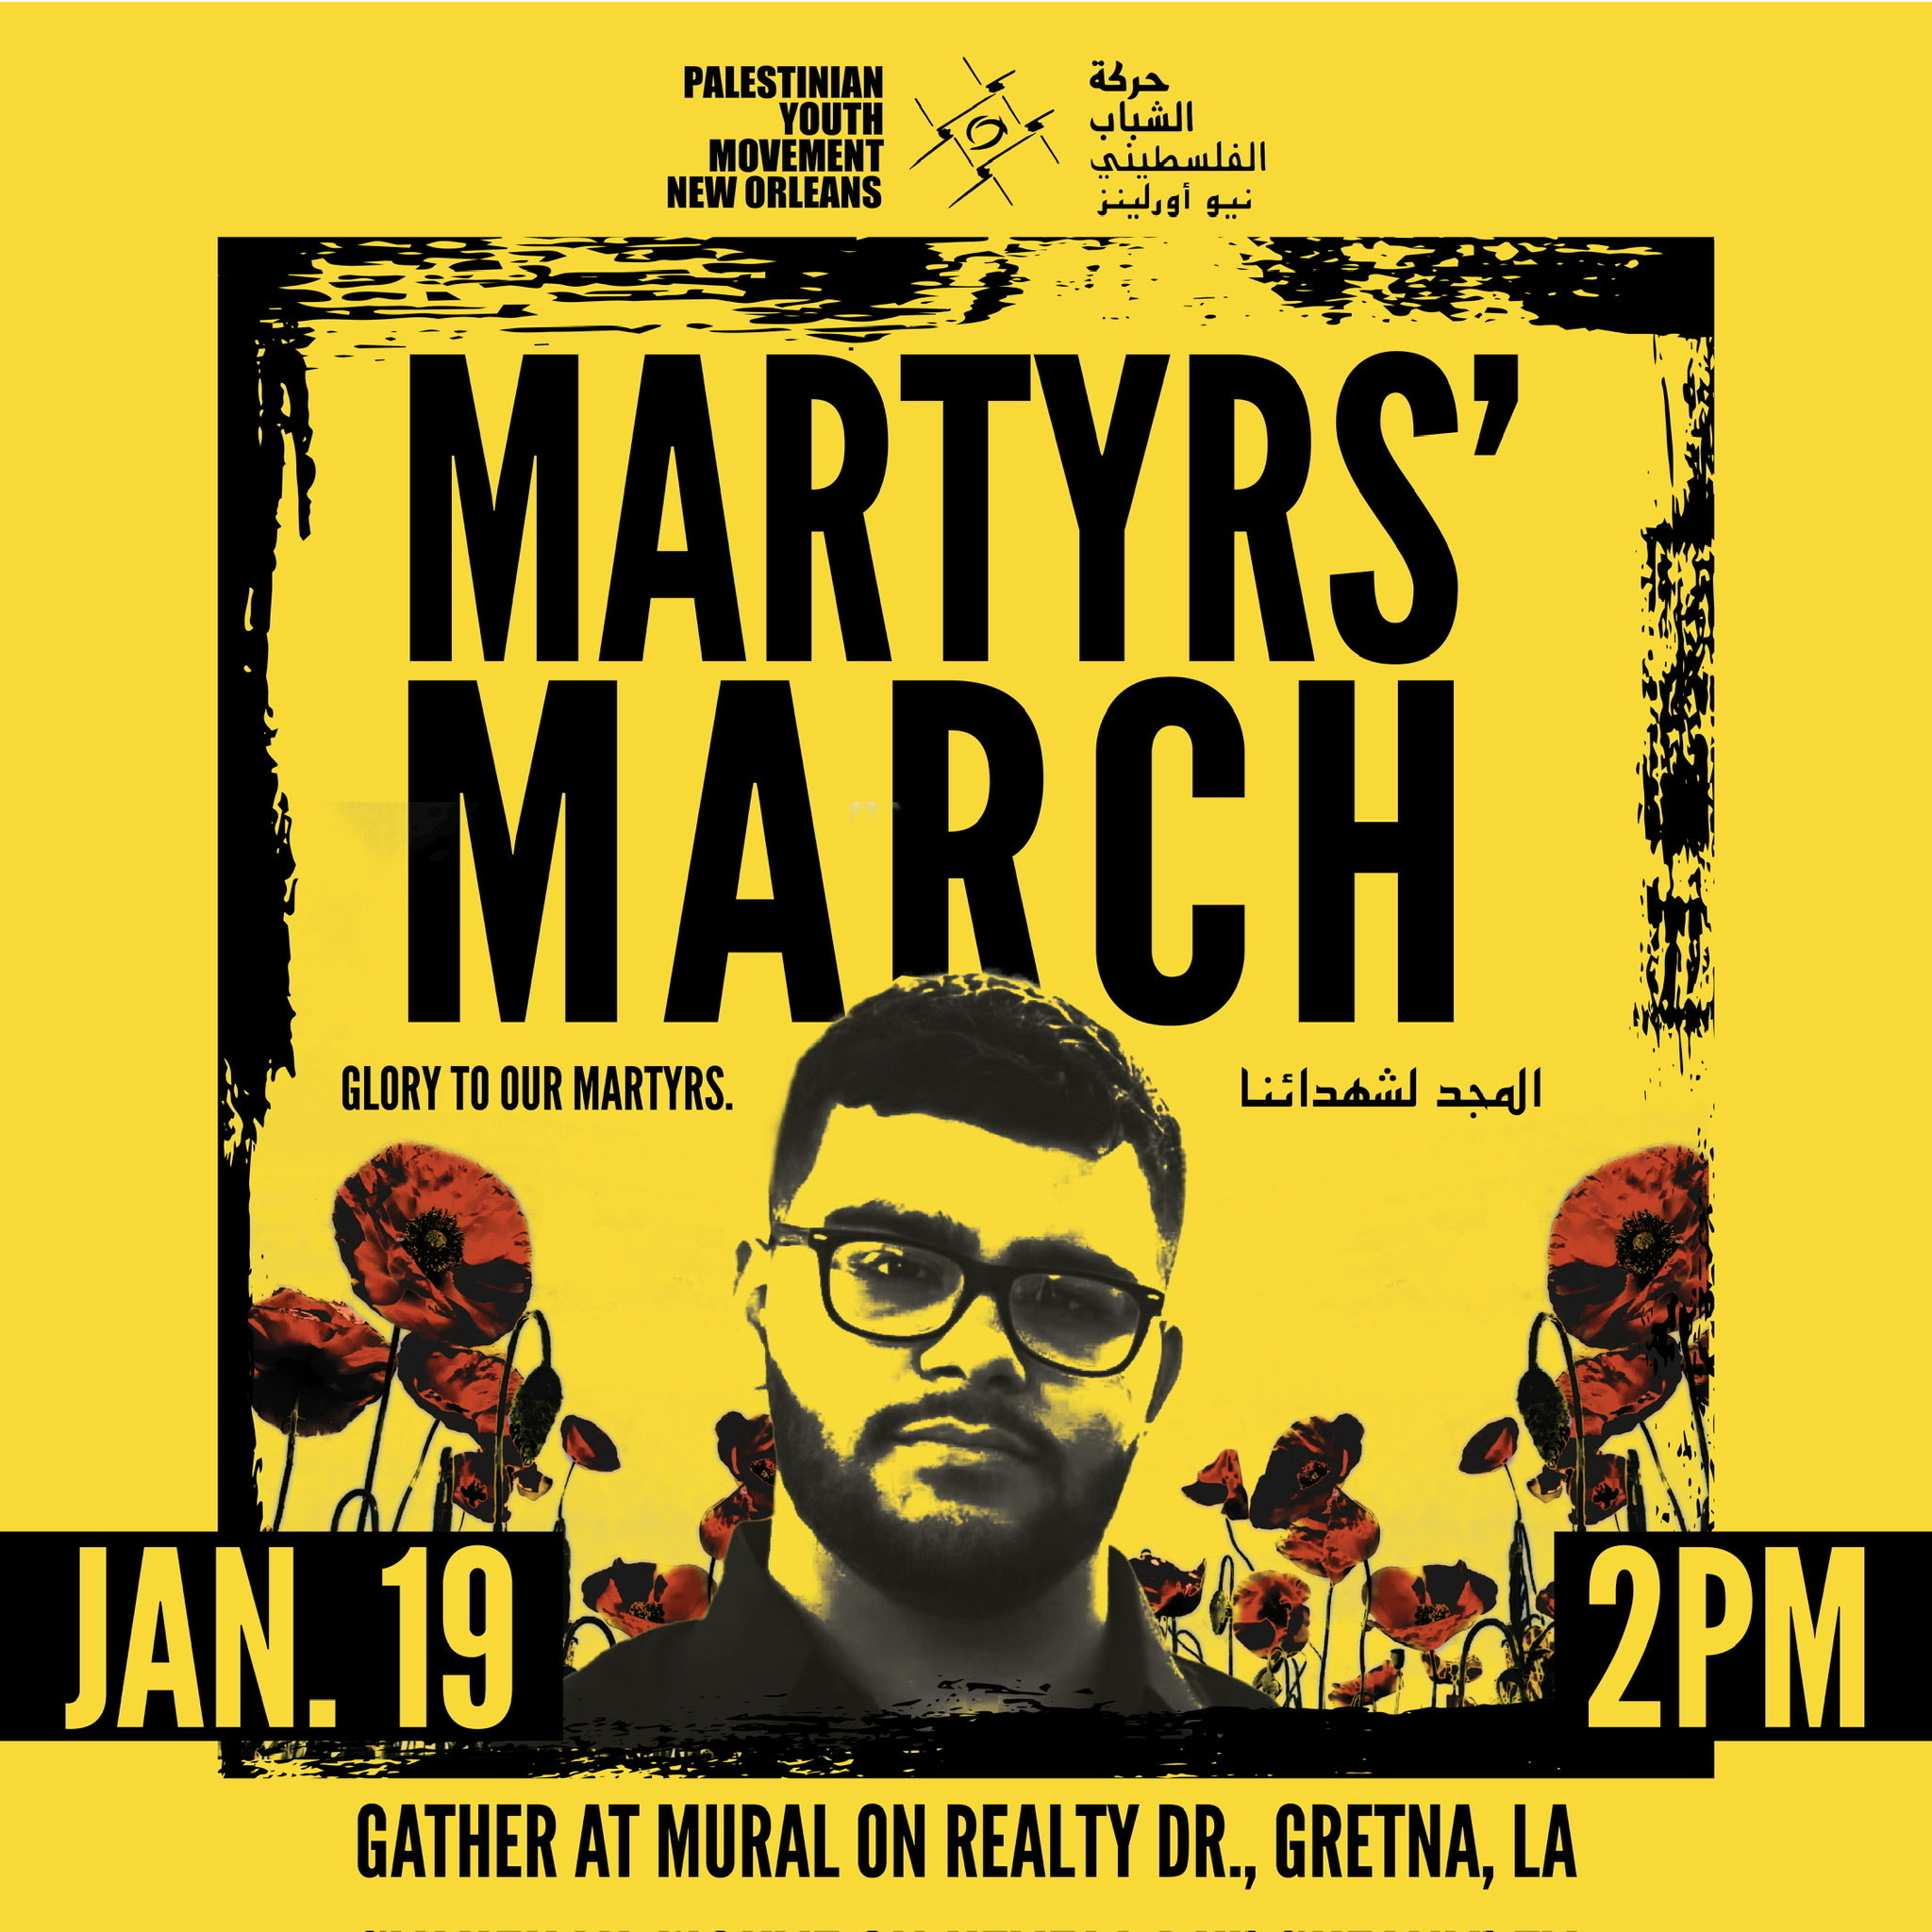 PALESTINIAN
YOUTH
MOVEMENT
NEW ORLEANS
حركة
الشباب
الفلسطيني
نيو أورلينز
MARTYRS’
MARCH
GLORY TO OUR MARTYRS.
المجد لشهدائنا
JAN. 19
2PM
GATHER AT MURAL ON REALTY DR., GRETNA, LA